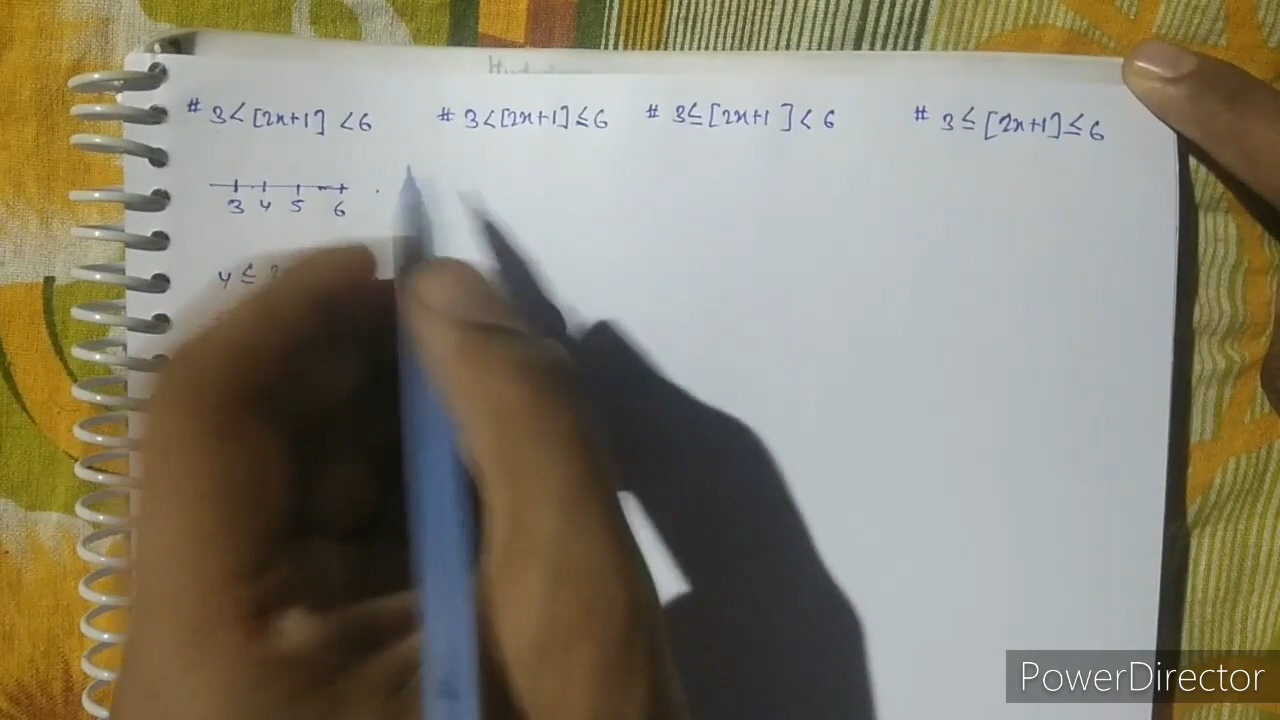 # 3<[2x+1] <6 # 3<[2x+1]≤6 # 3≤[2x+1]<6 # 3≤[2x+1]≤6
3 4 5 6
4 ≤ 2
PowerDirector